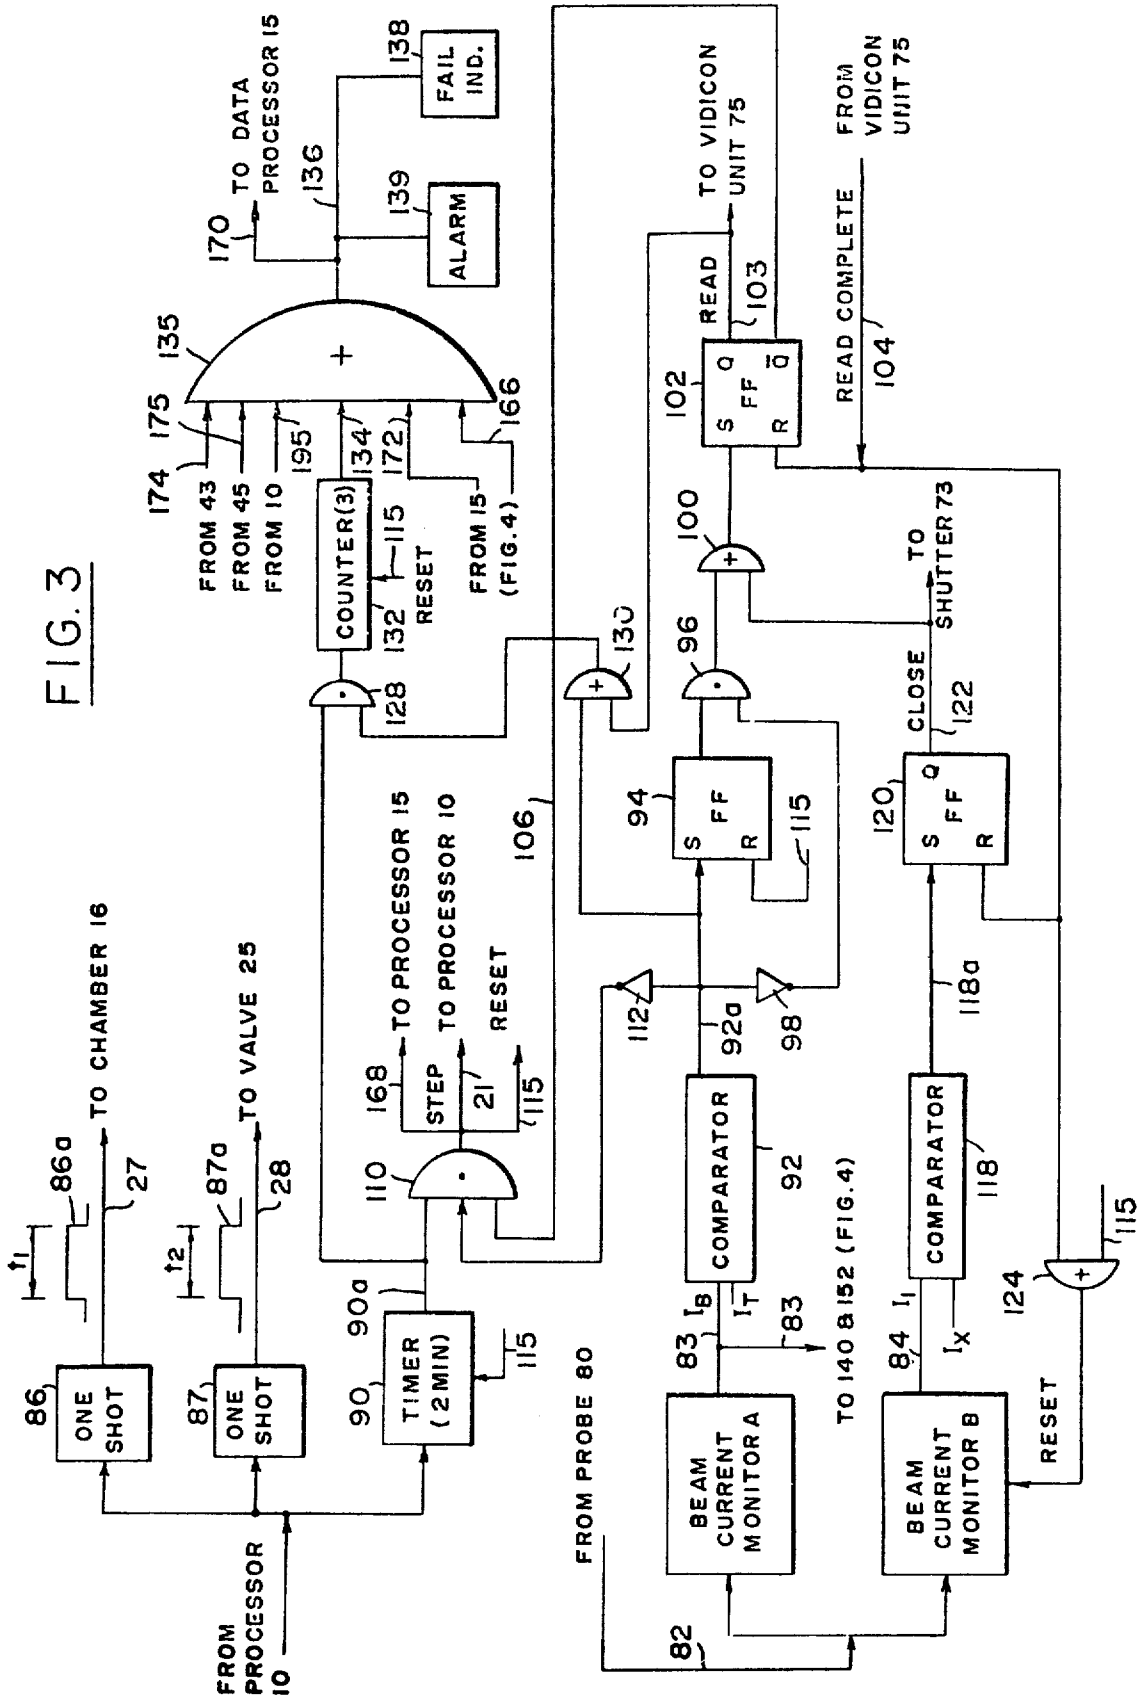 FIG. 3
FROM
PROCESSOR
10
86
ONE
SHOT
t1
86a
27
TO CHAMBER 16
87
ONE
SHOT
t2
87a
28
TO VALVE 25
90
TIMER
(2 MIN)
115
90a
110
168
TO PROCESSOR 15
STEP
21
TO PROCESSOR 10
115
RESET
128
132
COUNTER (3)
115
RESET
174
FROM 43
175
FROM 45
FROM 10
195
134
172
FROM 15
(FIG. 4)
166
135
+
170
TO DATA
PROCESSOR 15
136
139
ALARM
138
FAIL
IND.
106
130
+
FROM PROBE 80
82
BEAM
CURRENT
MONITOR A
83
IB
IT
83
TO 140 & 152 (FIG. 4)
COMPARATOR
92
92a
112
98
94
S
FF
R
115
96
100
+
102
S
Q
FF
R
Q̅
READ
103
TO VIDICON
UNIT 75
READ COMPLETE
104
FROM
VIDICON
UNIT 75
BEAM
CURRENT
MONITOR B
84
I1
IX
COMPARATOR
118
118a
120
S
Q
FF
R
CLOSE
122
TO
SHUTTER 73
RESET
124
+
115